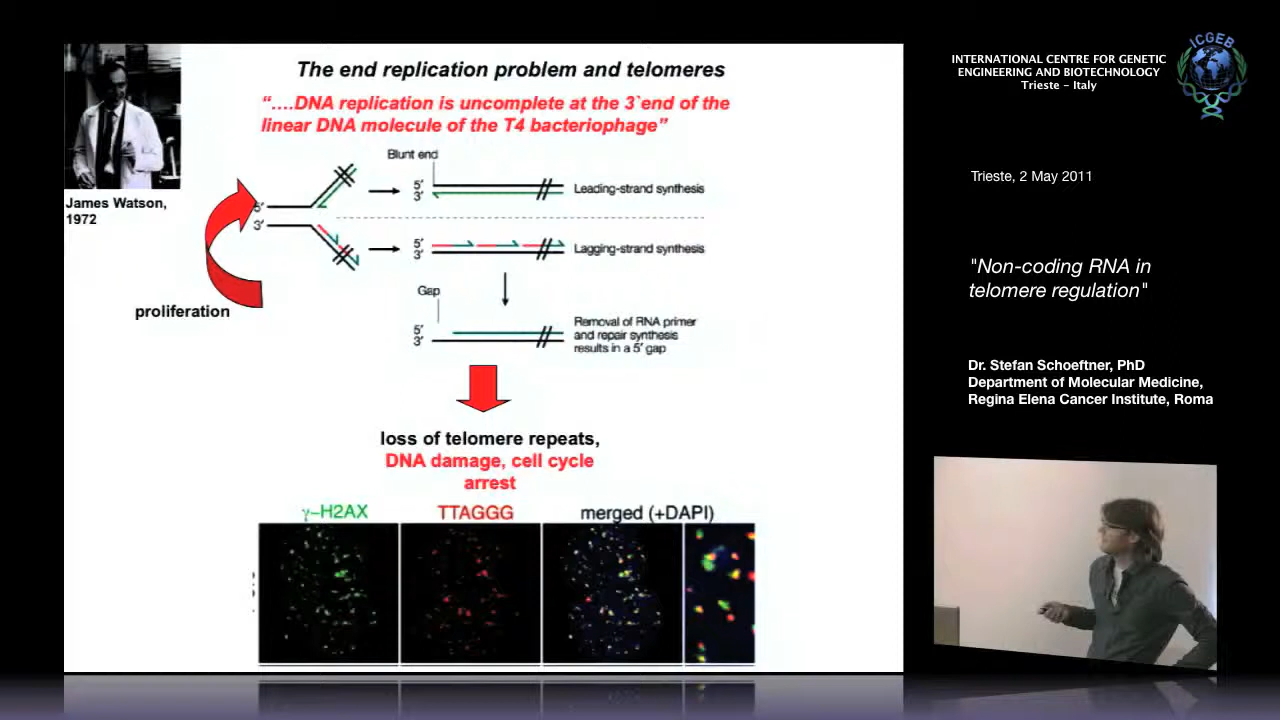 The end replication problem and telomeres
“....DNA replication is uncomplete at the 3`end of the
linear DNA molecule of the T4 bacteriophage”
James Watson,
1972
proliferation
5′
3′
Blunt end
5′
3′
Leading-strand synthesis
5′
3′
Lagging-strand synthesis
Gap
5′
3′
Removal of RNA primer
and repair synthesis
results in a 5′ gap
loss of telomere repeats,
DNA damage, cell cycle
arrest
γ–H2AX
TTAGGG
merged (+DAPI)
INTERNATIONAL CENTRE FOR GENETIC
ENGINEERING AND BIOTECHNOLOGY
Trieste - Italy
ICGEB
Trieste, 2 May 2011
"Non-coding RNA in
telomere regulation"
Dr. Stefan Schoeftner, PhD
Department of Molecular Medicine,
Regina Elena Cancer Institute, Roma